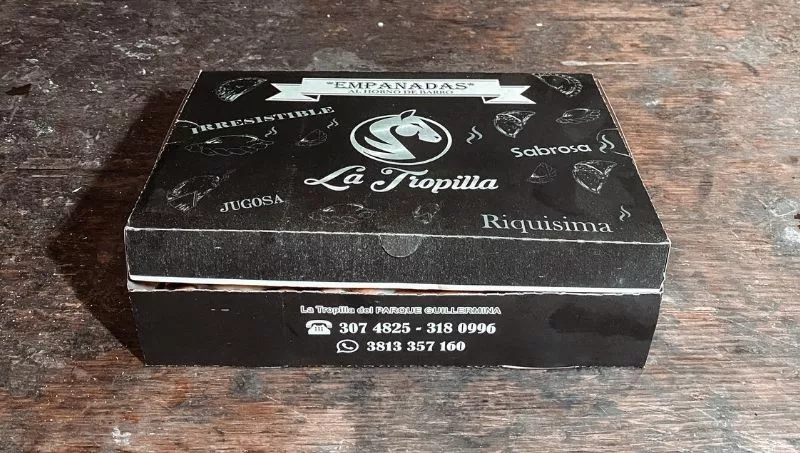 *EMPANADAS*
AL HORNO DE BARRO
IRRESISTIBLE
Sabrosa
La Tropilla
JUGOSA
Riquisima
La Tropilla del PARQUE GUILLERMINA
307 4825 - 318 0996
3813 357 160